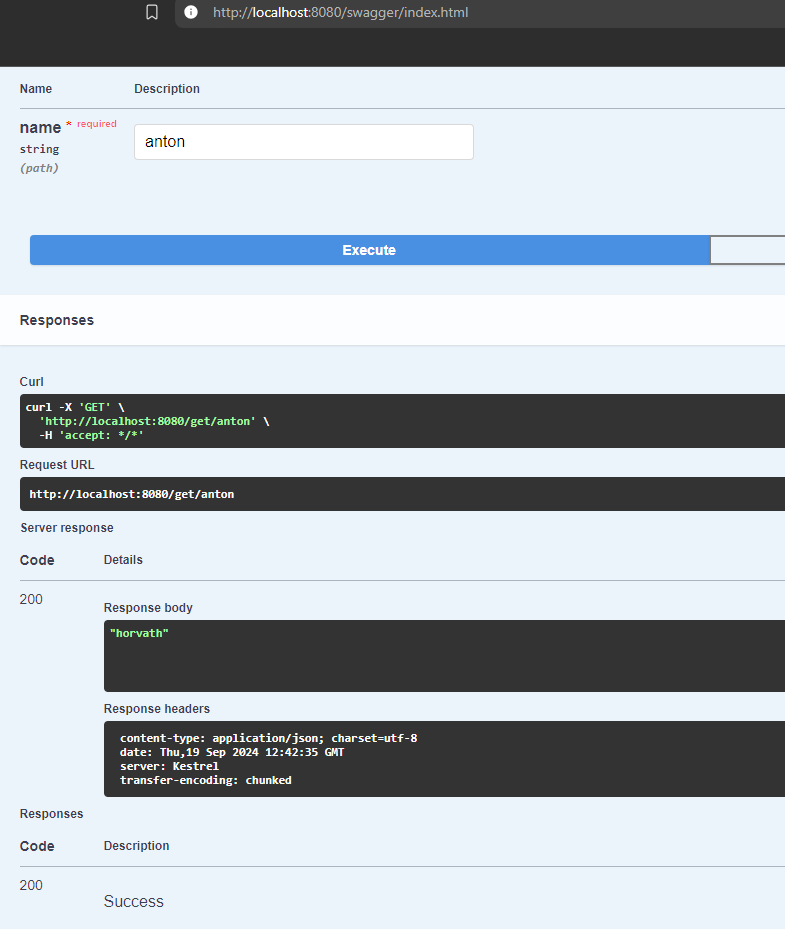 http://localhost:8080/swagger/index.html
Name Description
name * required
string
(path)
anton
Execute
Responses
Curl
curl -X 'GET' \
'http://localhost:8080/get/anton' \
-H 'accept: */*'
Request URL
http://localhost:8080/get/anton
Server response
Code Details
200
Response body
"horvath"
Response headers
content-type: application/json; charset=utf-8
date: Thu,19 Sep 2024 12:42:35 GMT
server: Kestrel
transfer-encoding: chunked
Responses
Code Description
200
Success